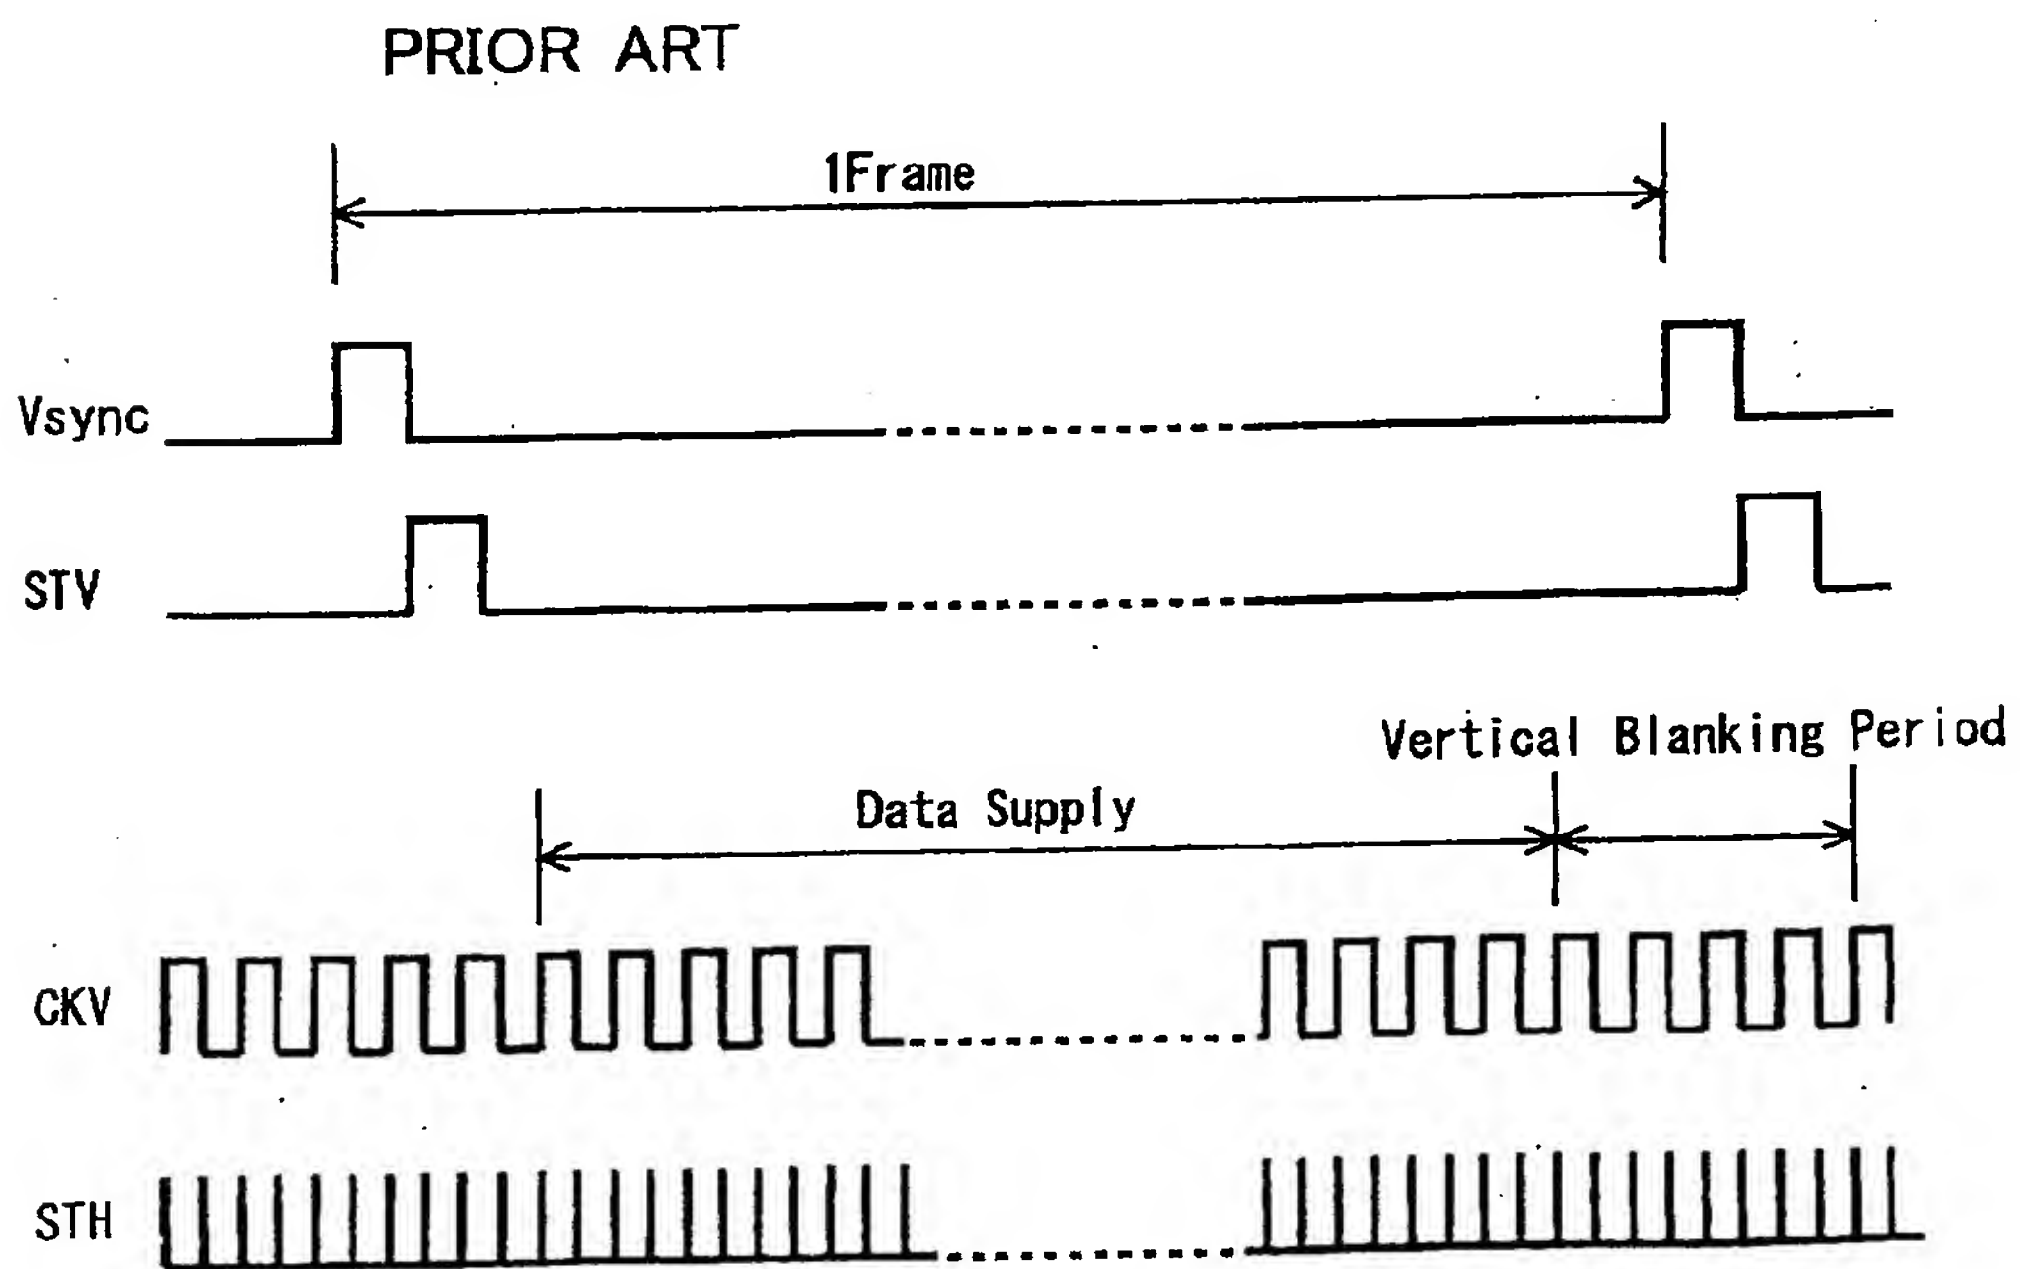 PRIOR ART
1Frame
Vsync
STV
Vertical Blanking Period
Data Supply
CKV
STH